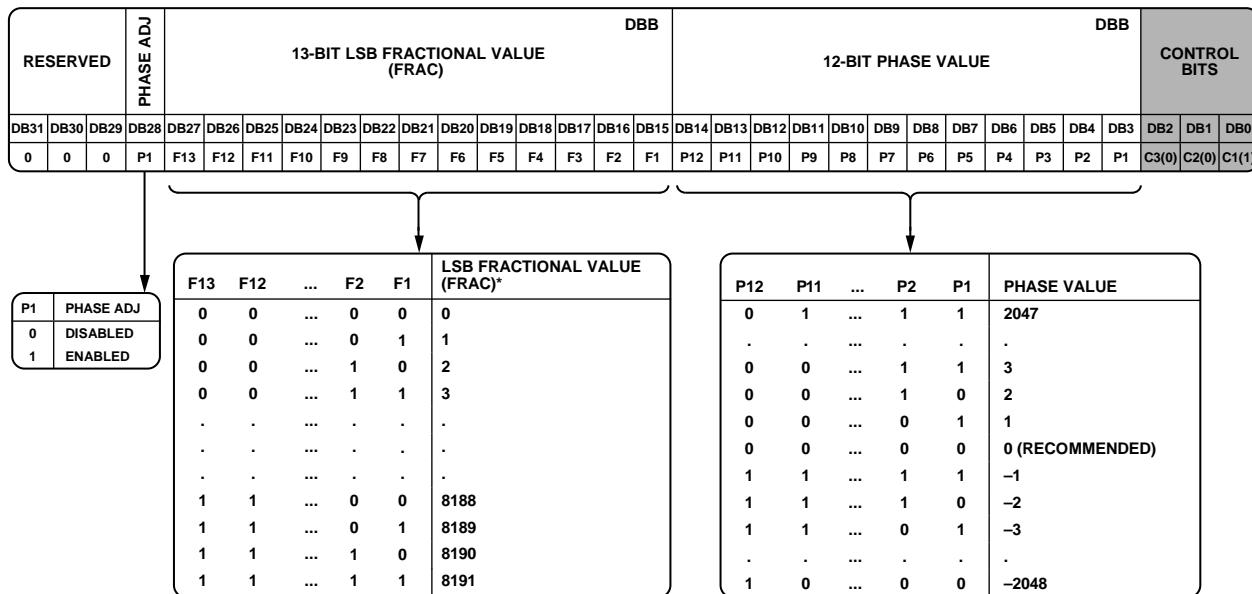 RESERVED
PHASE ADJ
13-BIT LSB FRACTIONAL VALUE
(FRAC)
DBB
12-BIT PHASE VALUE
DBB
CONTROL
BITS
DB31 DB30 DB29 DB28 DB27 DB26 DB25 DB24 DB23 DB22 DB21 DB20 DB19 DB18 DB17 DB16 DB15 DB14 DB13 DB12 DB11 DB10 DB9 DB8 DB7 DB6 DB5 DB4 DB3 DB2 DB1 DB0
0 0 0 P1 F13 F12 F11 F10 F9 F8 F7 F6 F5 F4 F3 F2 F1 P12 P11 P10 P9 P8 P7 P6 P5 P4 P3 P2 P1 C3(0) C2(0) C1(1)
P1 PHASE ADJ
0 DISABLED
1 ENABLED
F13 F12 ... F2 F1 LSB FRACTIONAL VALUE
(FRAC)*
0 0 ... 0 0 0
0 0 ... 0 1 1
0 0 ... 1 0 2
0 0 ... 1 1 3
. . ... . . .
. . ... . . .
. . ... . . .
1 1 ... 0 0 8188
1 1 ... 0 1 8189
1 1 ... 1 0 8190
1 1 ... 1 1 8191
P12 P11 ... P2 P1 PHASE VALUE
0 1 ... 1 1 2047
. . ... . . .
0 0 ... 1 1 3
0 0 ... 1 0 2
0 0 ... 0 1 1
0 0 ... 0 0 0 (RECOMMENDED)
1 1 ... 1 1 –1
1 1 ... 1 0 –2
1 1 ... 0 1 –3
. . ... . . .
1 0 ... 0 0 –2048